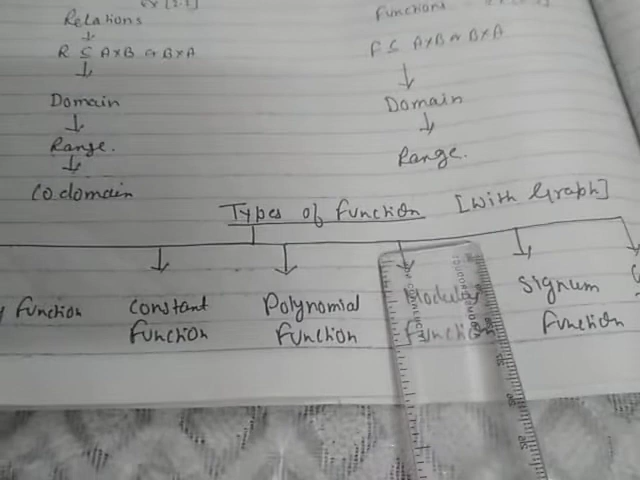 Relations
R ⊆ A×B or B×A
Domain
Range.
Co.domain
Functions
F ⊆ A×B or B×A
Domain
Range.
Types of Function [With Graph]
Function
Constant
Function
Polynomial
Function
Modulus
Function
Signum
Function